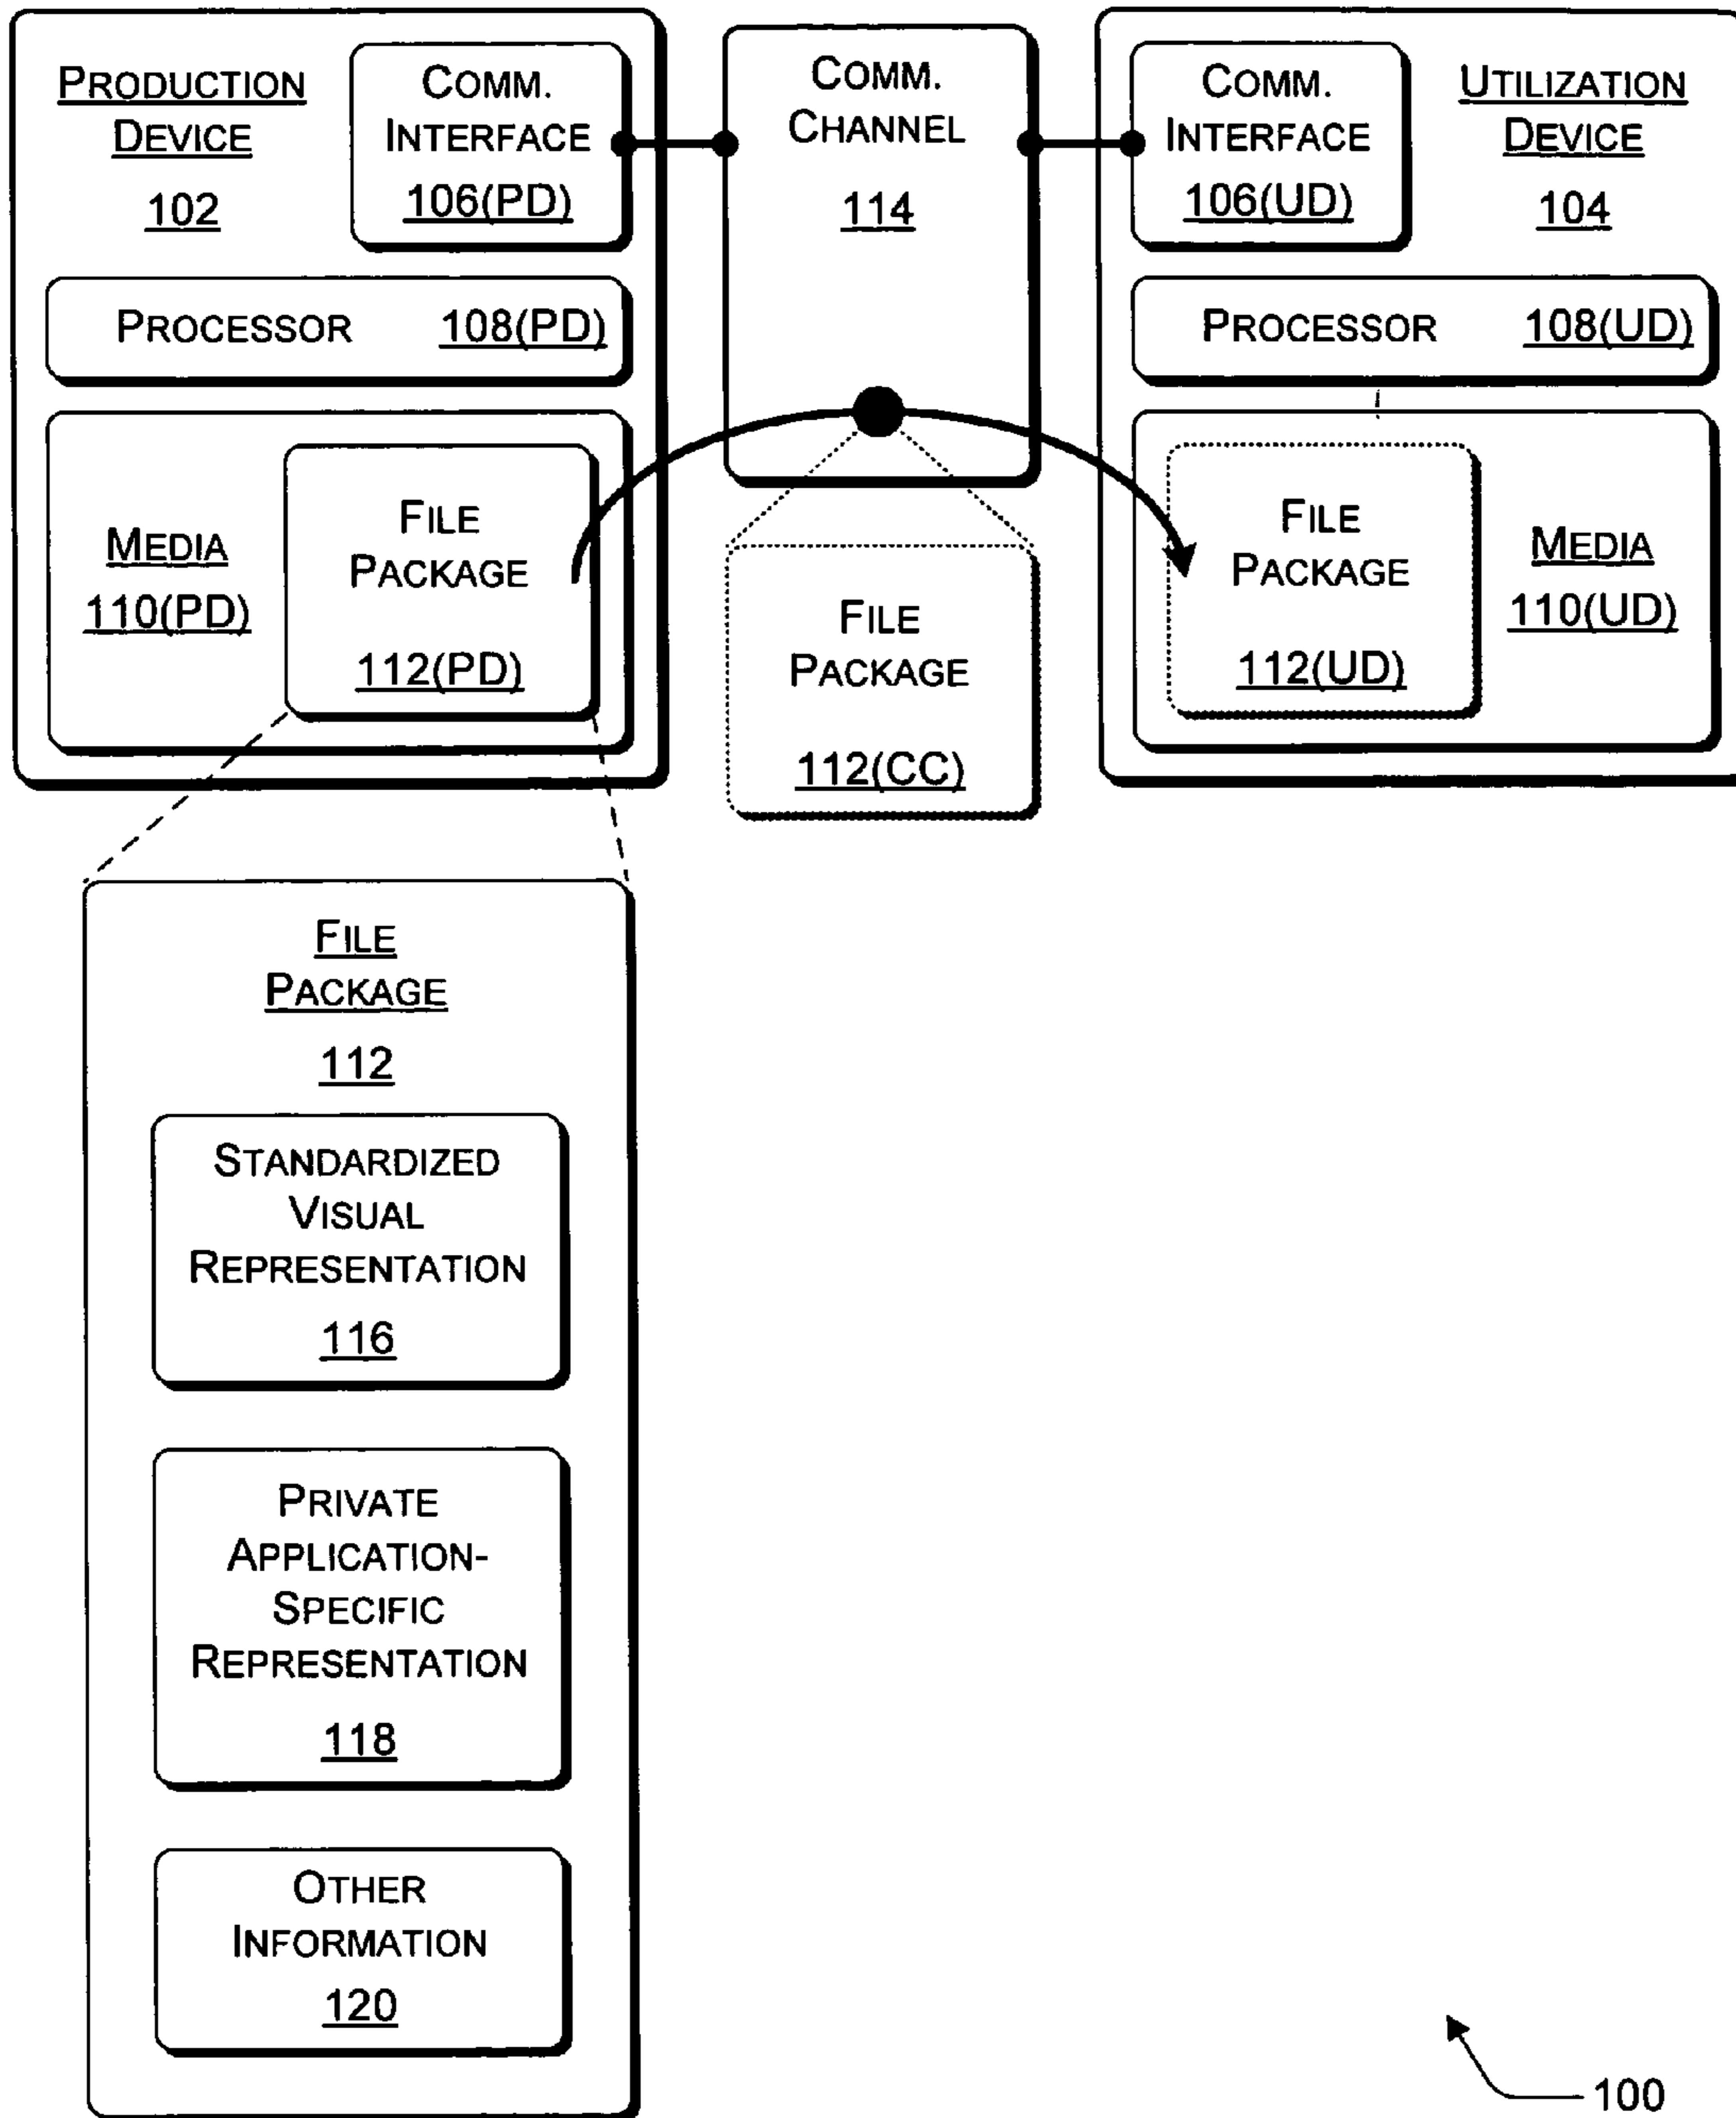 PRODUCTION
DEVICE
102
COMM.
INTERFACE
106(PD)
PROCESSOR 108(PD)
MEDIA
110(PD)
FILE
PACKAGE
112(PD)
COMM.
CHANNEL
114
FILE
PACKAGE
112(CC)
COMM.
INTERFACE
106(UD)
UTILIZATION
DEVICE
104
PROCESSOR 108(UD)
FILE
PACKAGE
112(UD)
MEDIA
110(UD)
FILE
PACKAGE
112
STANDARDIZED
VISUAL
REPRESENTATION
116
PRIVATE
APPLICATION-
SPECIFIC
REPRESENTATION
118
OTHER
INFORMATION
120
100